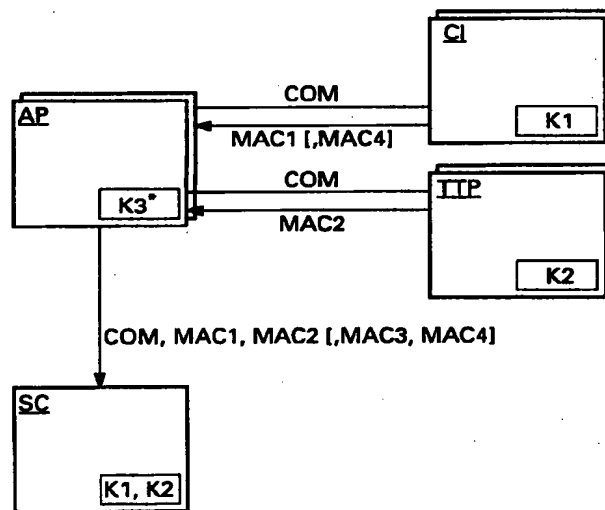 CI
K1
AP
K3*
COM
MAC1 [,MAC4]
COM
MAC2
TTP
K2
COM, MAC1, MAC2 [,MAC3, MAC4]
SC
K1, K2